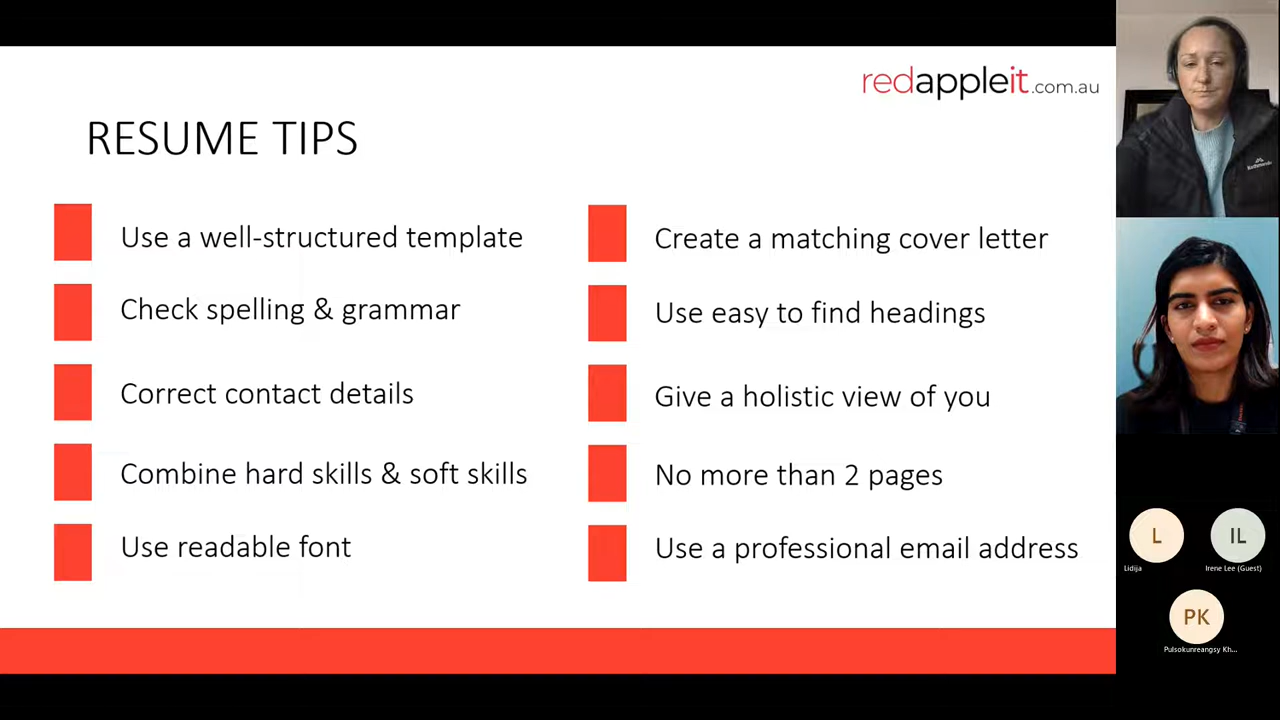 redappleit.com.au
RESUME TIPS
Use a well-structured template
Check spelling & grammar
Correct contact details
Combine hard skills & soft skills
Use readable font
Create a matching cover letter
Use easy to find headings
Give a holistic view of you
No more than 2 pages
Use a professional email address
L
Lidija
IL
Irene Lee (Guest)
PK
Pulsokunreangsy Kh...